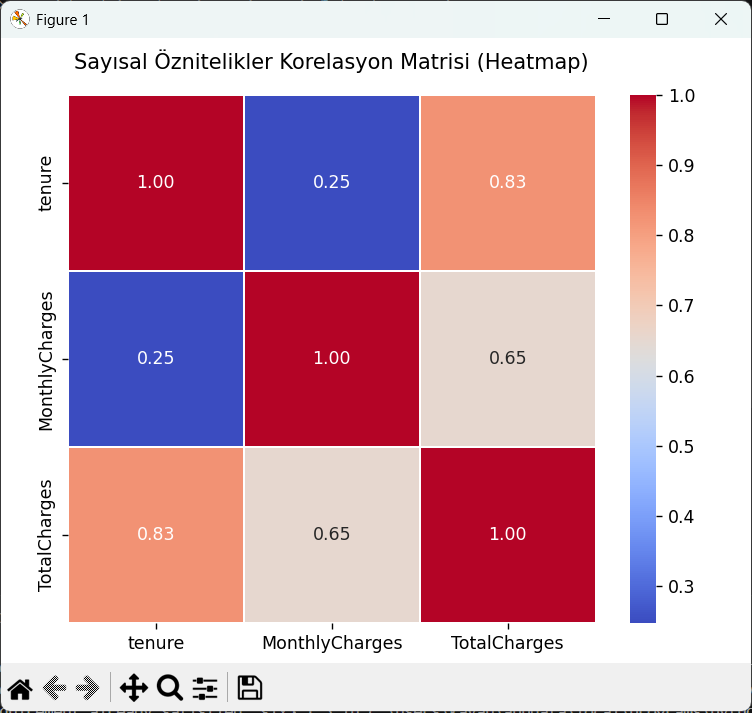 Figure 1
Sayısal Öznitelikler Korelasyon Matrisi (Heatmap)
tenure
1.00
0.25
0.83
MonthlyCharges
0.25
1.00
0.65
TotalCharges
0.83
0.65
1.00
tenure
MonthlyCharges
TotalCharges
1.0
0.9
0.8
0.7
0.6
0.5
0.4
0.3